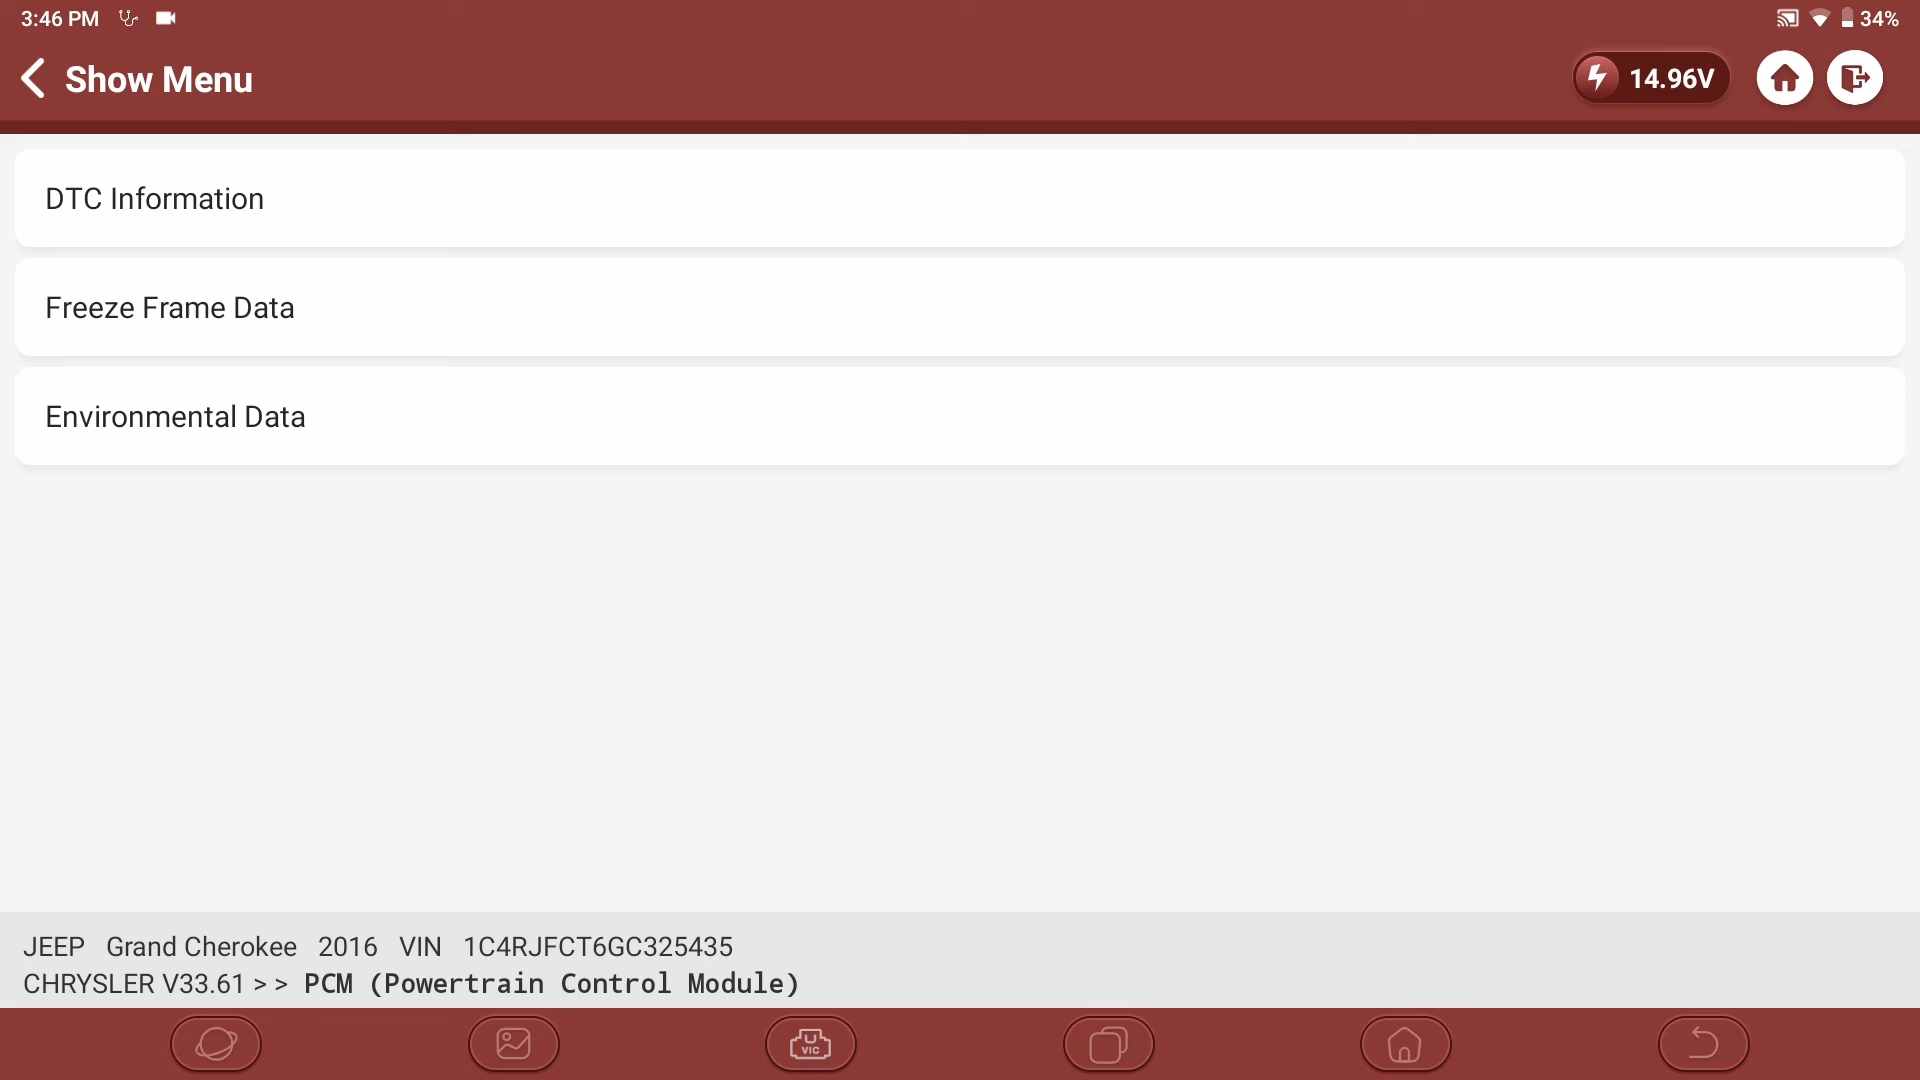 3:46 PM
34%
Show Menu
14.96V
DTC Information
Freeze Frame Data
Environmental Data
JEEP Grand Cherokee 2016 VIN 1C4RJFCT6GC325435
CHRYSLER V33.61 > > PCM (Powertrain Control Module)
VIC